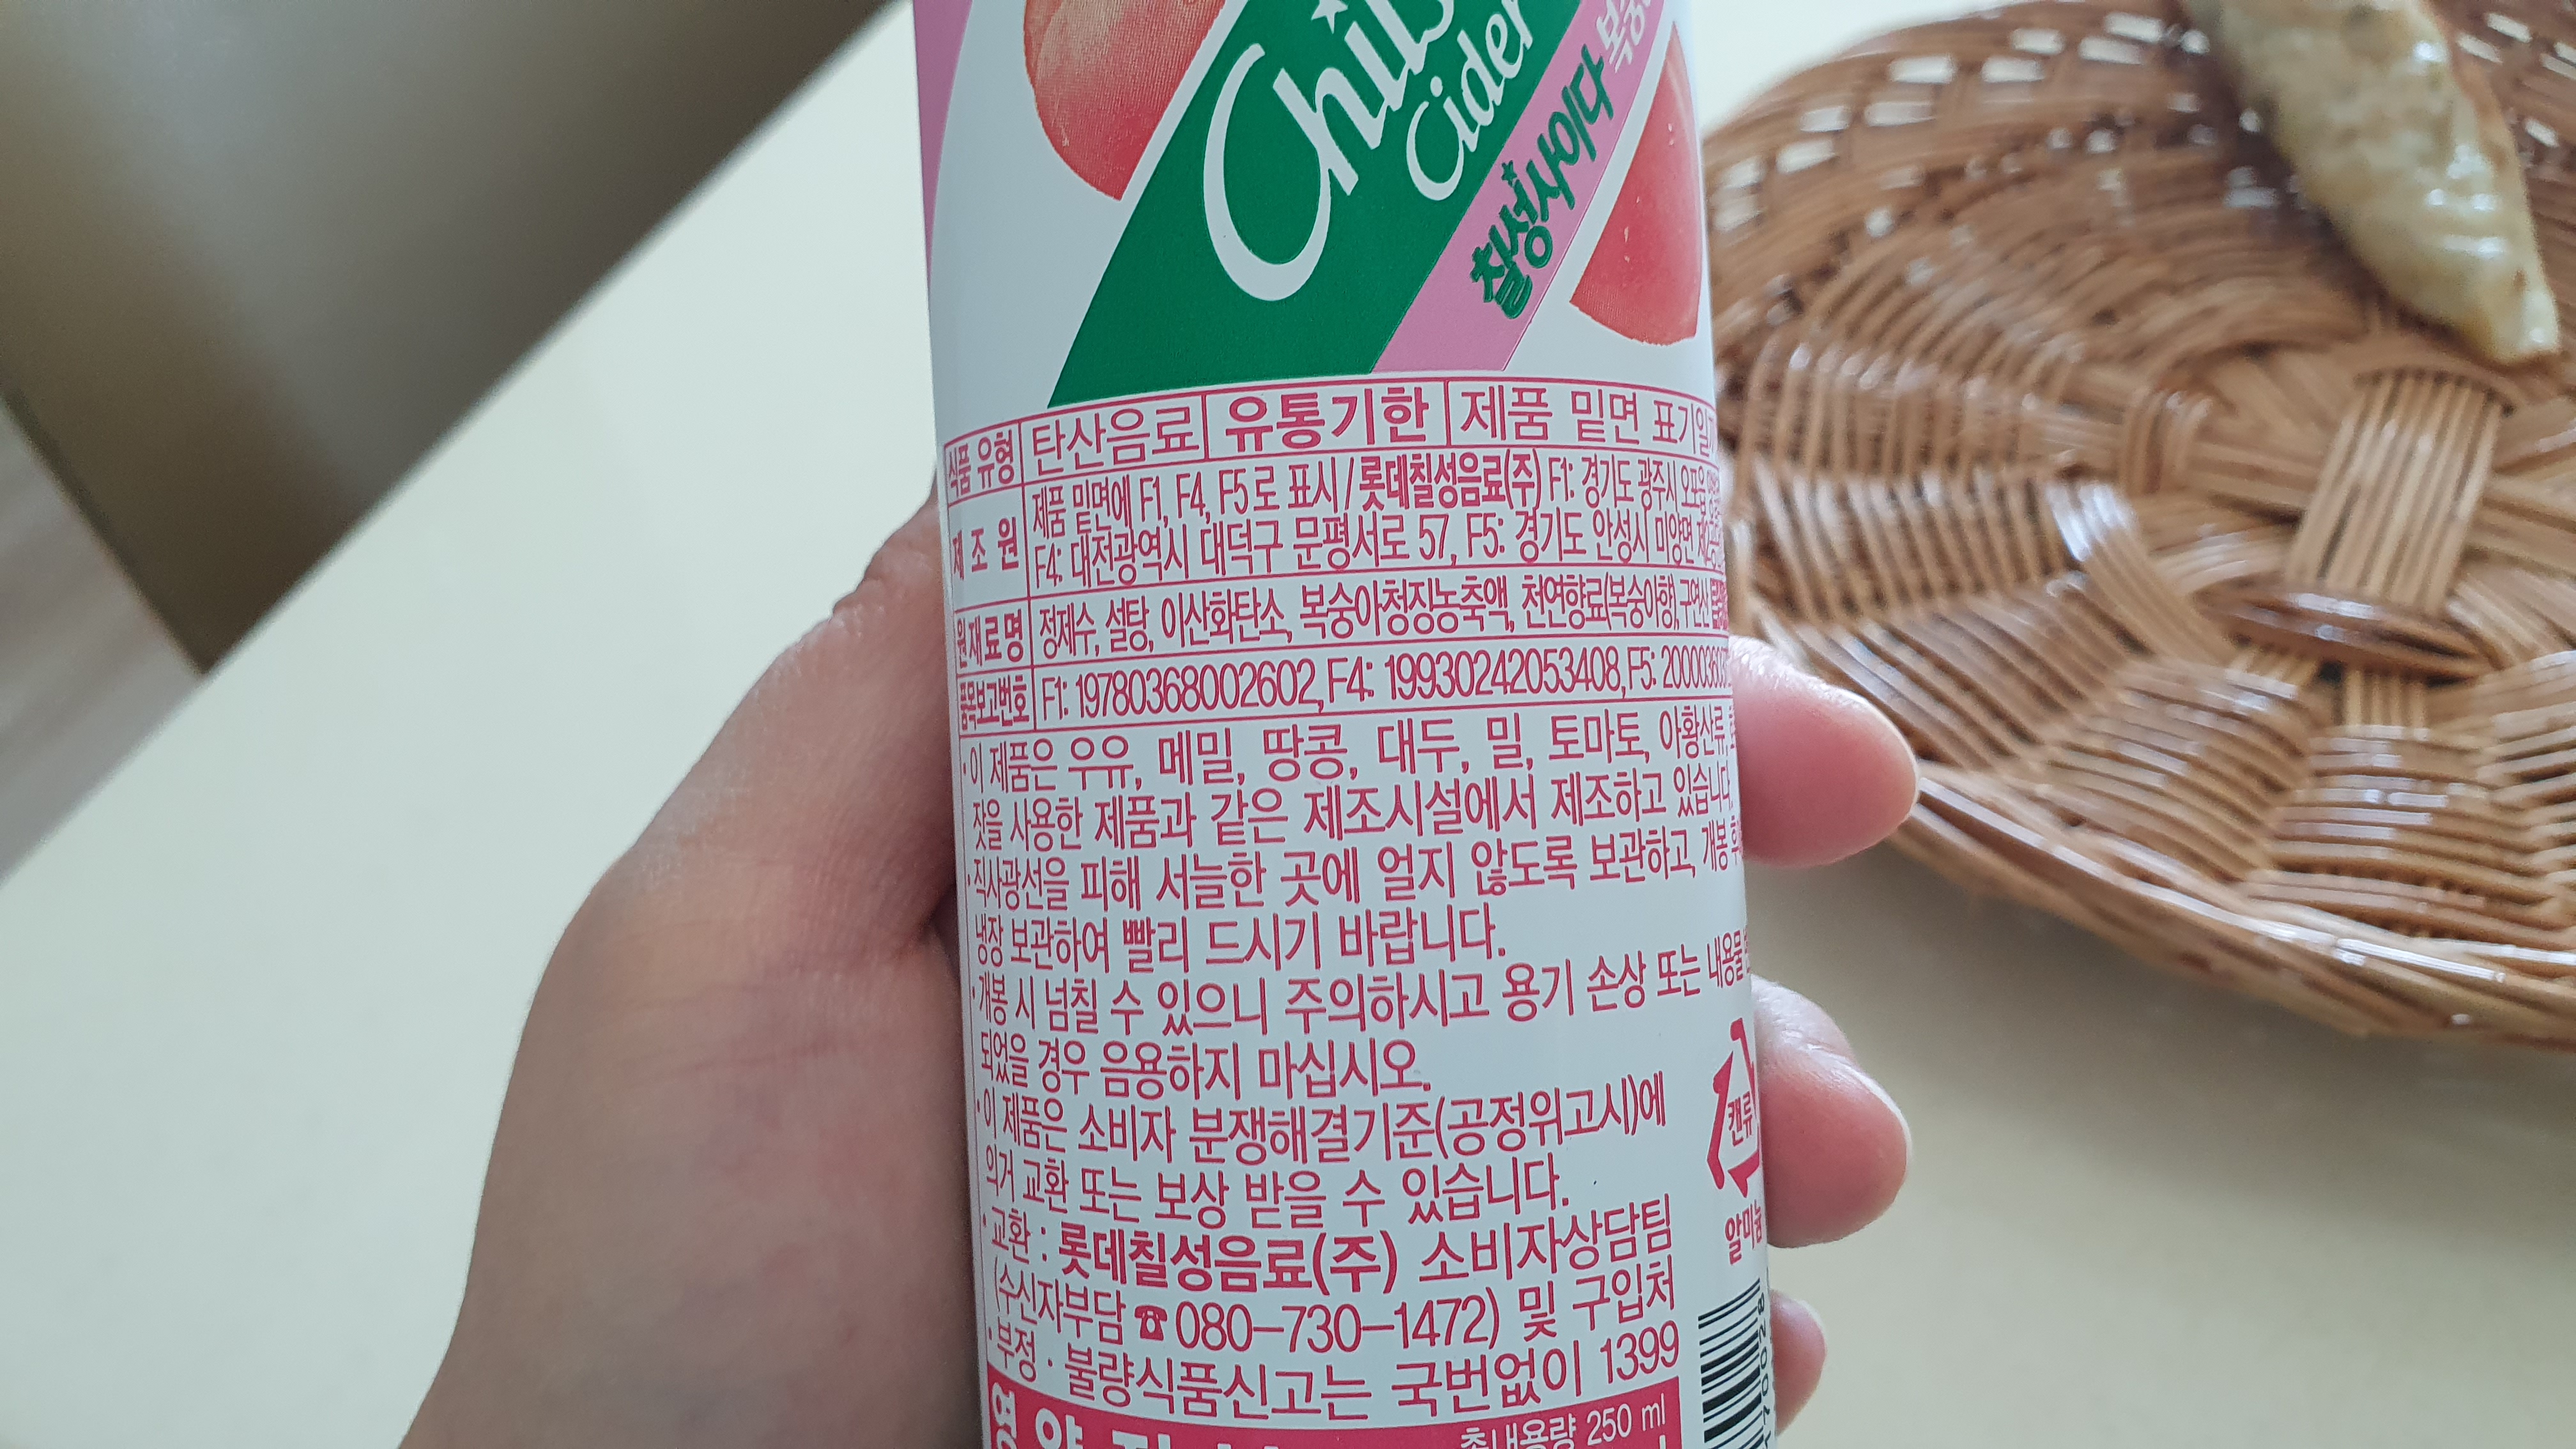 Chil
Cider
칠성사이다
식품 유형 탄산음료 유통기한 제품 밑면 표기일
제조원 제품 밑면에 F1, F4, F5로 표시/롯데칠성음료(주) F1: 경기도 광주시 오포읍
F4: 대전광역시 대덕구 문평서로 57, F5: 경기도 안성시 미양면
원재료명 정제수, 설탕, 이산화탄소, 복숭아청징농축액, 천연향료(복숭아향), 구연산
품목보고번호 F1: 19780368002602, F4: 19930242053408, F5:
·이 제품은 우유, 메밀, 땅콩, 대두, 밀, 토마토, 아황산류,
잣을 사용한 제품과 같은 제조시설에서 제조하고 있습니다.
·직사광선을 피해 서늘한 곳에 얼지 않도록 보관하고, 개봉
냉장 보관하여 빨리 드시기 바랍니다.
·개봉 시 넘칠 수 있으니 주의하시고 용기 손상 또는 내용물
되었을 경우 음용하지 마십시오.
·이 제품은 소비자 분쟁해결기준(공정위고시)에
의거 교환 또는 보상 받을 수 있습니다.
·교환 : 롯데칠성음료(주) 소비자상담팀
(수신자부담 ☎080-730-1472) 및 구입처
·부정·불량식품신고는 국번없이 1399
캔류
알미늄
총내용량 250 ml